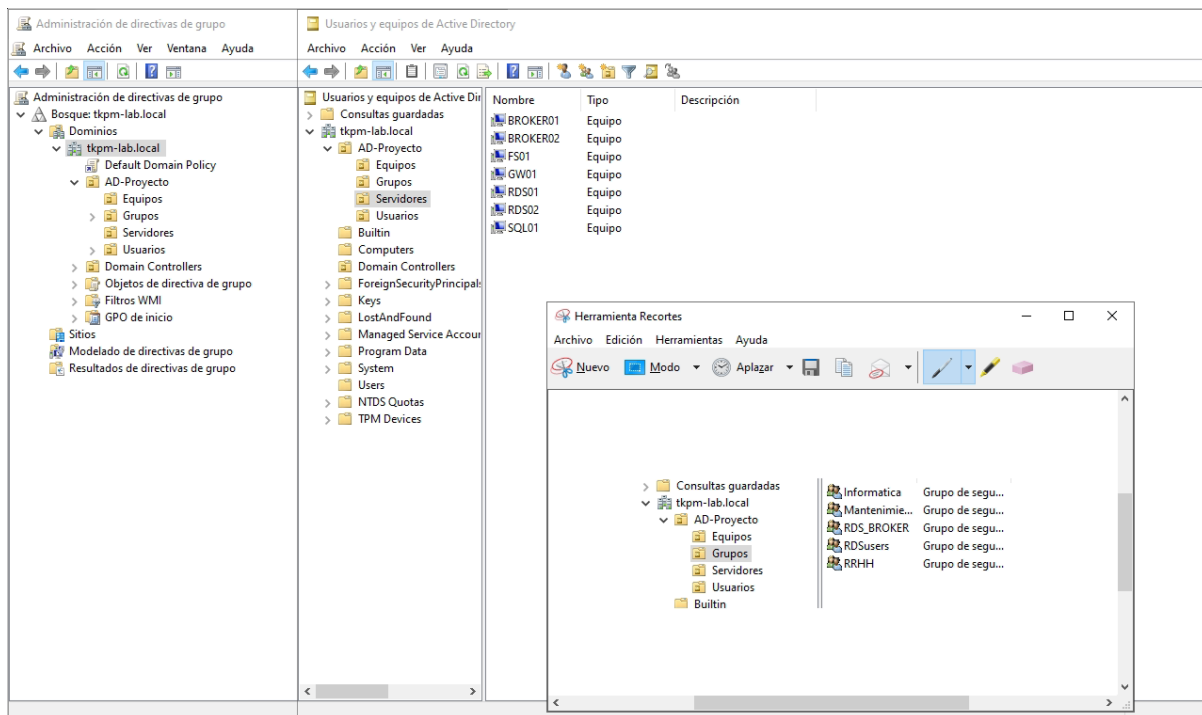 Administración de directivas de grupo
Archivo Acción Ver Ventana Ayuda
Administración de directivas de grupo
Bosque: tkpm-lab.local
Dominios
tkpm-lab.local
Default Domain Policy
AD-Proyecto
Equipos
Grupos
Servidores
Usuarios
Domain Controllers
Objetos de directiva de grupo
Filtros WMI
GPO de inicio
Sitios
Modelado de directivas de grupo
Resultados de directivas de grupo
Usuarios y equipos de Active Directory
Archivo Acción Ver Ayuda
Usuarios y equipos de Active Dir
Consultas guardadas
tkpm-lab.local
AD-Proyecto
Equipos
Grupos
Servidores
Usuarios
Builtin
Computers
Domain Controllers
ForeignSecurityPrincipals
Keys
LostAndFound
Managed Service Accour
Program Data
System
Users
NTDS Quotas
TPM Devices
Nombre Tipo Descripción
BROKER01 Equipo
BROKER02 Equipo
FS01 Equipo
GW01 Equipo
RDS01 Equipo
RDS02 Equipo
SQL01 Equipo
Herramienta Recortes
Archivo Edición Herramientas Ayuda
Nuevo Modo Aplazar
Consultas guardadas
tkpm-lab.local
AD-Proyecto
Equipos
Grupos
Servidores
Usuarios
Builtin
Informatica Grupo de segu...
Mantenimie... Grupo de segu...
RDS_BROKER Grupo de segu...
RDSusers Grupo de segu...
RRHH Grupo de segu...